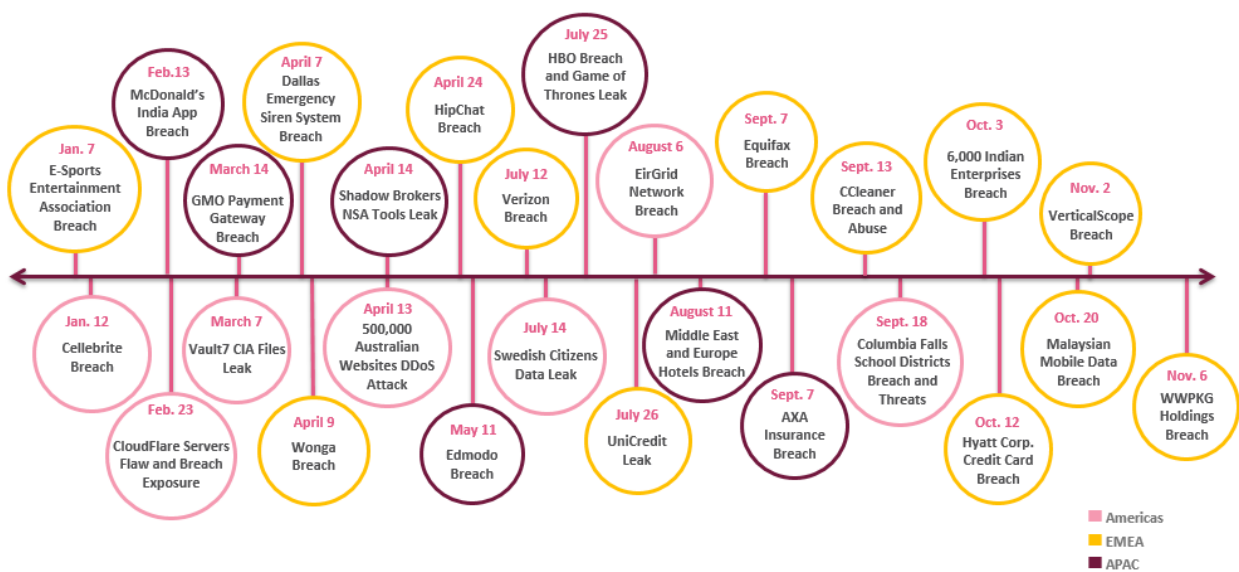 Jan. 7
E-Sports
Entertainment
Association
Breach
Feb.13
McDonald's
India App
Breach
March 14
GMO Payment
Gateway
Breach
April 7
Dallas
Emergency
Siren System
Breach
April 14
Shadow Brokers
NSA Tools Leak
April 24
HipChat
Breach
July 12
Verizon
Breach
July 25
HBO Breach
and Game of
Thrones Leak
August 6
EirGrid
Network
Breach
Sept. 7
Equifax
Breach
Sept. 13
CCleaner
Breach and
Abuse
Oct. 3
6,000 Indian
Enterprises
Breach
Nov. 2
VerticalScope
Breach
Jan. 12
Cellebrite
Breach
Feb. 23
CloudFlare Servers
Flaw and Breach
Exposure
March 7
Vault7 CIA Files
Leak
April 9
Wonga
Breach
April 13
500,000
Australian
Websites DDoS
Attack
May 11
Edmodo
Breach
July 14
Swedish Citizens
Data Leak
July 26
UniCredit
Leak
August 11
Middle East
and Europe
Hotels Breach
Sept. 7
AXA
Insurance
Breach
Sept. 18
Columbia Falls
School Districts
Breach and
Threats
Oct. 12
Hyatt Corp.
Credit Card
Breach
Oct. 20
Malaysian
Mobile Data
Breach
Nov. 6
WWPKG
Holdings
Breach
Americas
EMEA
APAC